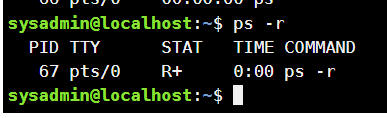 sysadmin@localhost:~$ ps -r
PID TTY STAT TIME COMMAND
67 pts/0 R+ 0:00 ps -r
sysadmin@localhost:~$